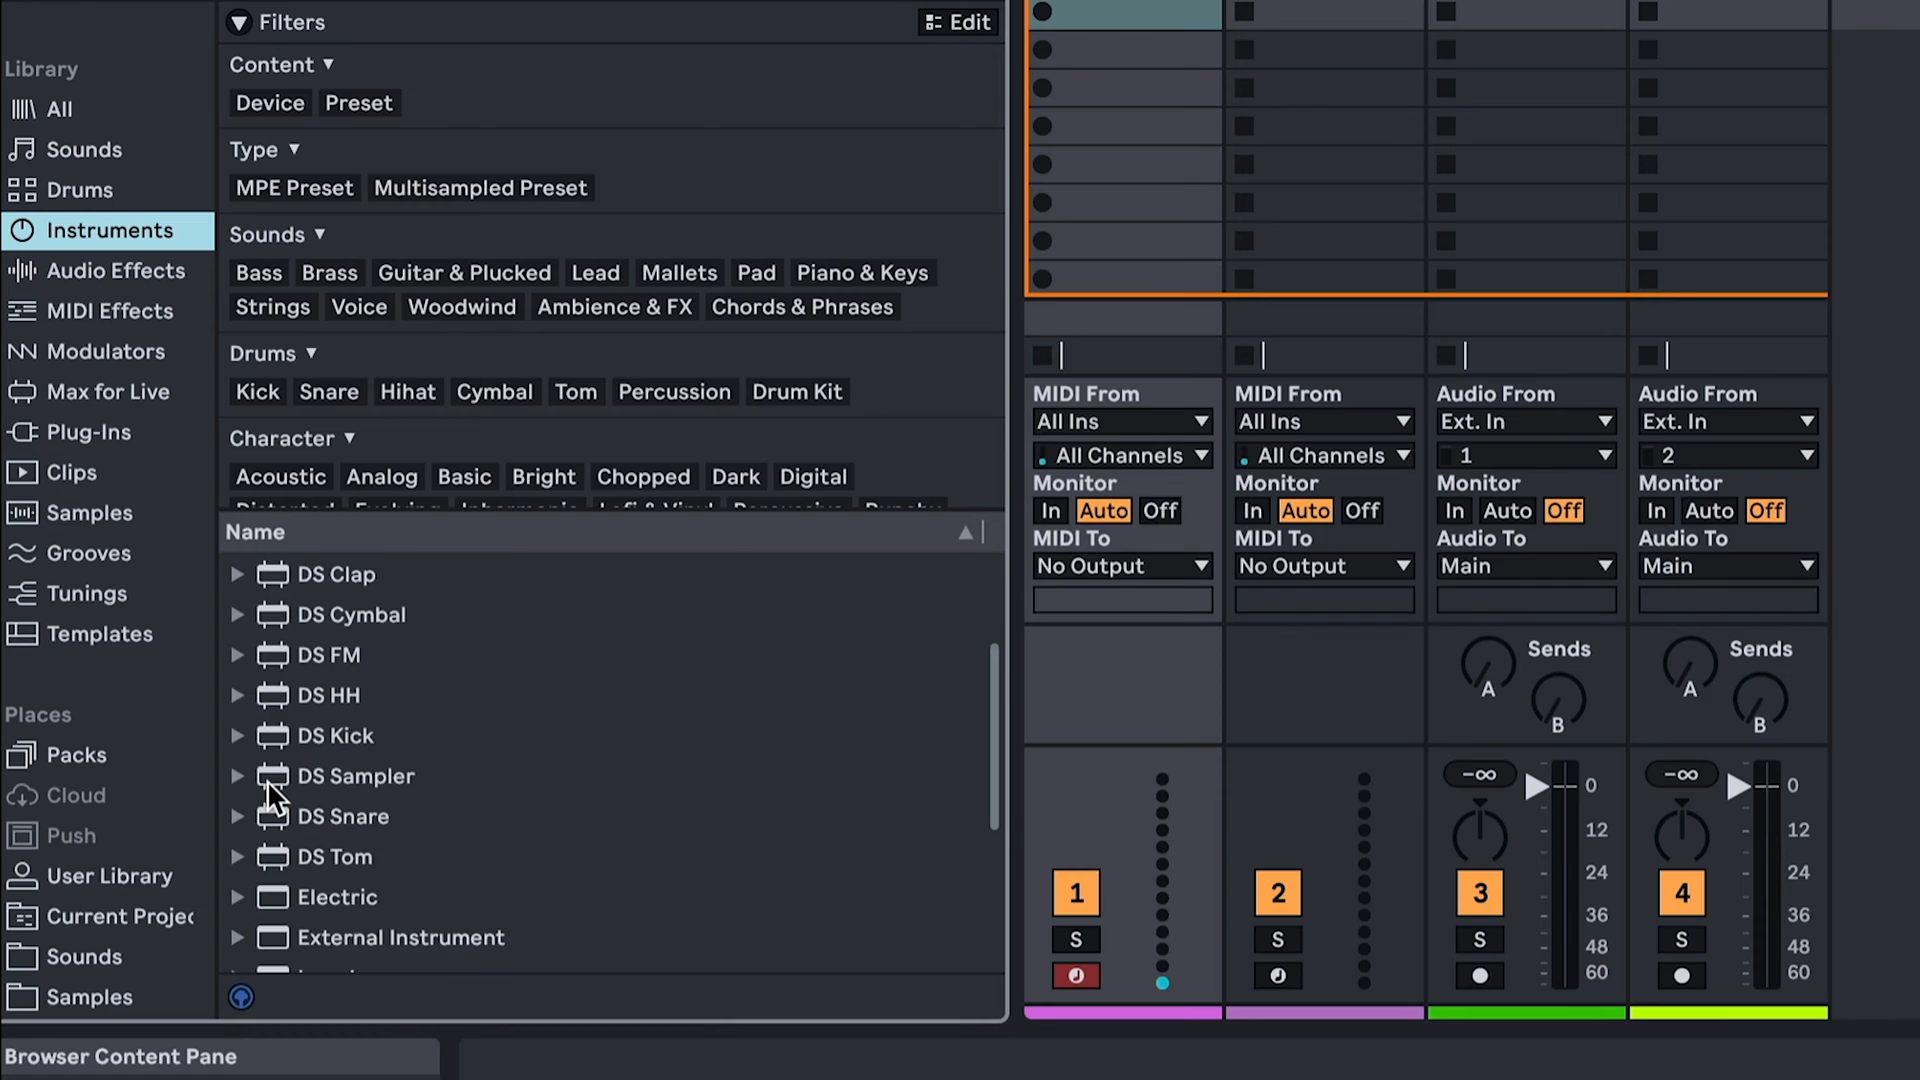 Filters
Edit
Content
Device Preset
Type
MPE Preset Multisampled Preset
Sounds
Bass Brass Guitar & Plucked Lead Mallets Pad Piano & Keys
Strings Voice Woodwind Ambience & FX Chords & Phrases
Drums
Kick Snare Hihat Cymbal Tom Percussion Drum Kit
Character
Acoustic Analog Basic Bright Chopped Dark Digital
Library
All
Sounds
Drums
Instruments
Audio Effects
MIDI Effects
Modulators
Max for Live
Plug-Ins
Clips
Samples
Grooves
Tunings
Templates
Places
Packs
Cloud
Push
User Library
Current Projec
Sounds
Samples
Name
DS Clap
DS Cymbal
DS FM
DS HH
DS Kick
DS Sampler
DS Snare
DS Tom
Electric
External Instrument
Browser Content Pane
MIDI From MIDI From Audio From Audio From
All Ins All Ins Ext. In Ext. In
All Channels All Channels 1 2
Monitor Monitor Monitor Monitor
In Auto Off In Auto Off In Auto Off In Auto Off
MIDI To MIDI To Audio To Audio To
No Output No Output Main Main
Sends Sends
A A
B B
-∞ 0 -∞ 0
12 12
24 24
1 2 3 4
36 36
S S S S
48 48
60 60